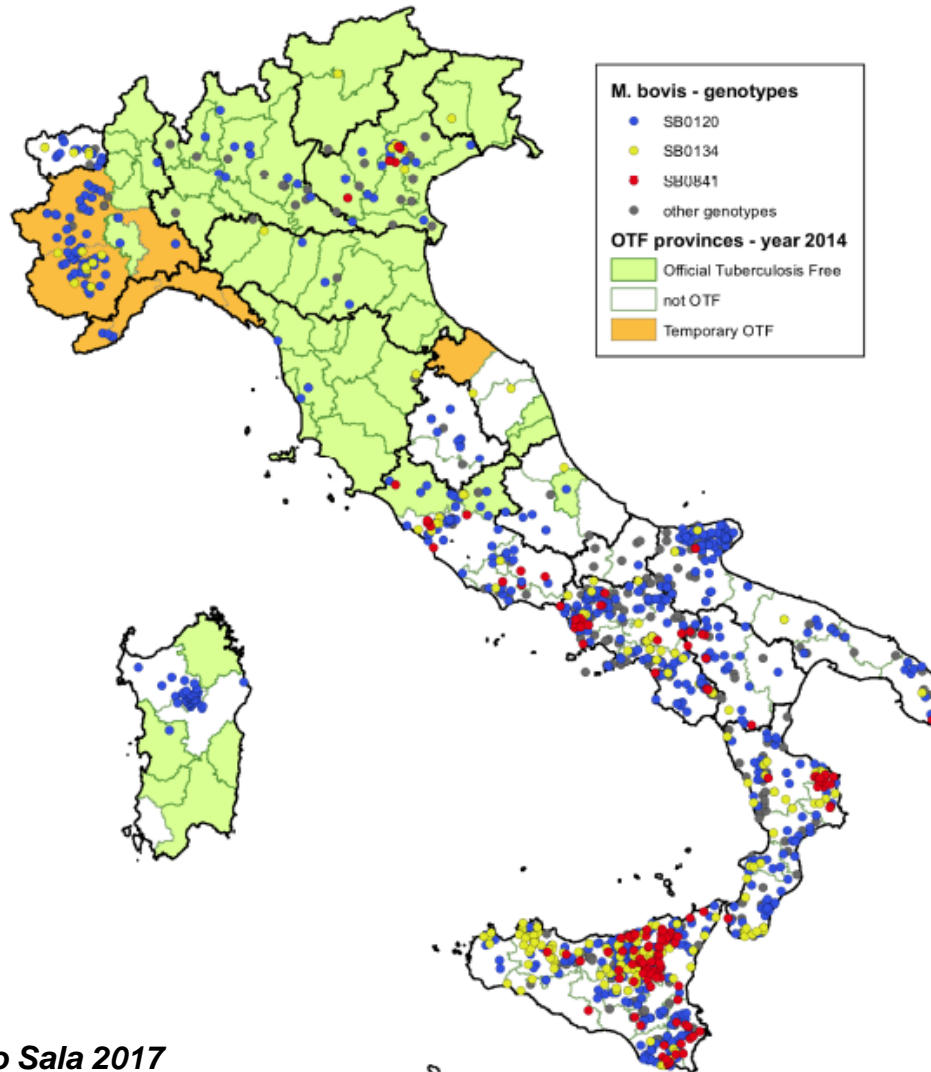 M. bovis - genotypes
SB0120
SB0134
SB0841
other genotypes
OTF provinces - year 2014
Official Tuberculosis Free
not OTF
Temporary OTF
o Sala 2017